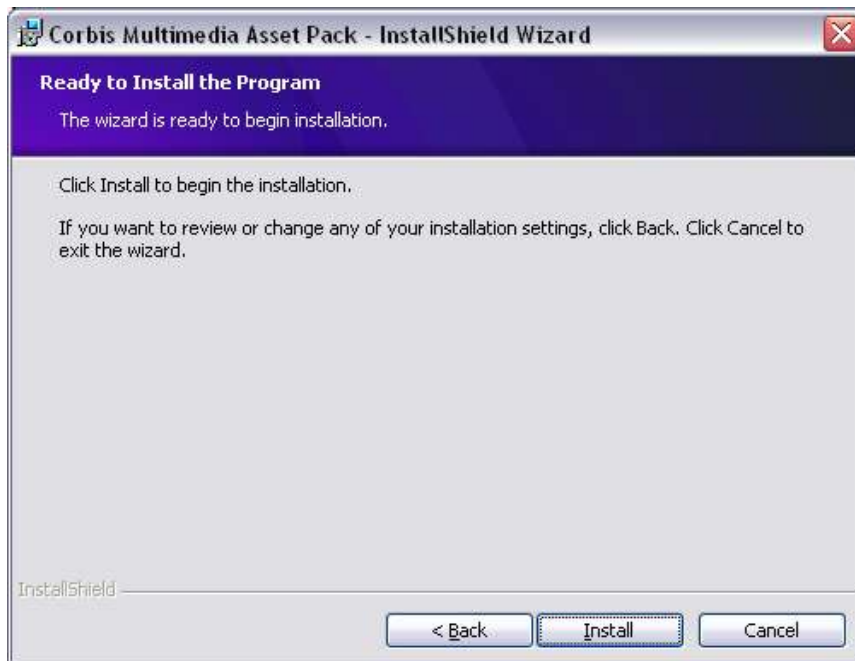 Corbis Multimedia Asset Pack - InstallShield Wizard
Ready to Install the Program
The wizard is ready to begin installation.
Click Install to begin the installation.
If you want to review or change any of your installation settings, click Back. Click Cancel to
exit the wizard.
InstallShield
< Back Install Cancel